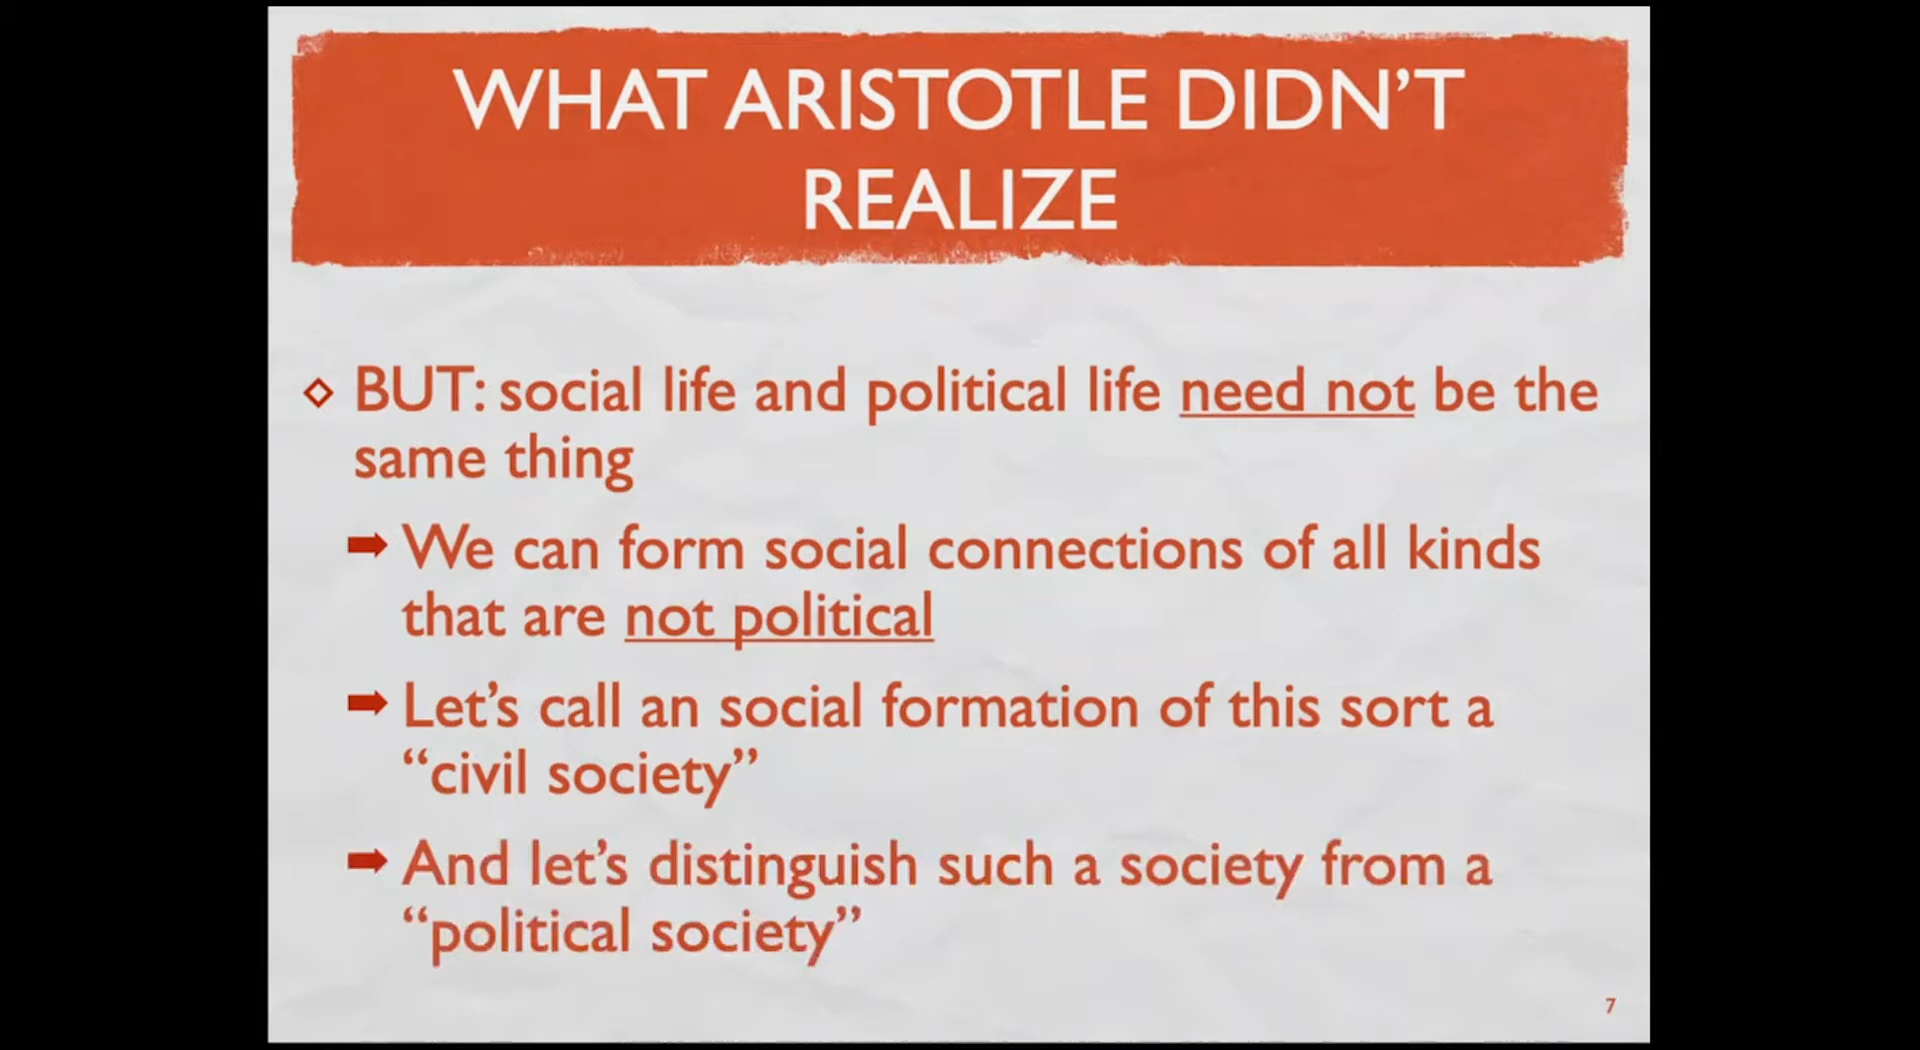 WHAT ARISTOTLE DIDN’T
REALIZE
BUT: social life and political life need not be the
same thing
We can form social connections of all kinds
that are not political
Let’s call an social formation of this sort a
“civil society”
And let’s distinguish such a society from a
“political society”
7